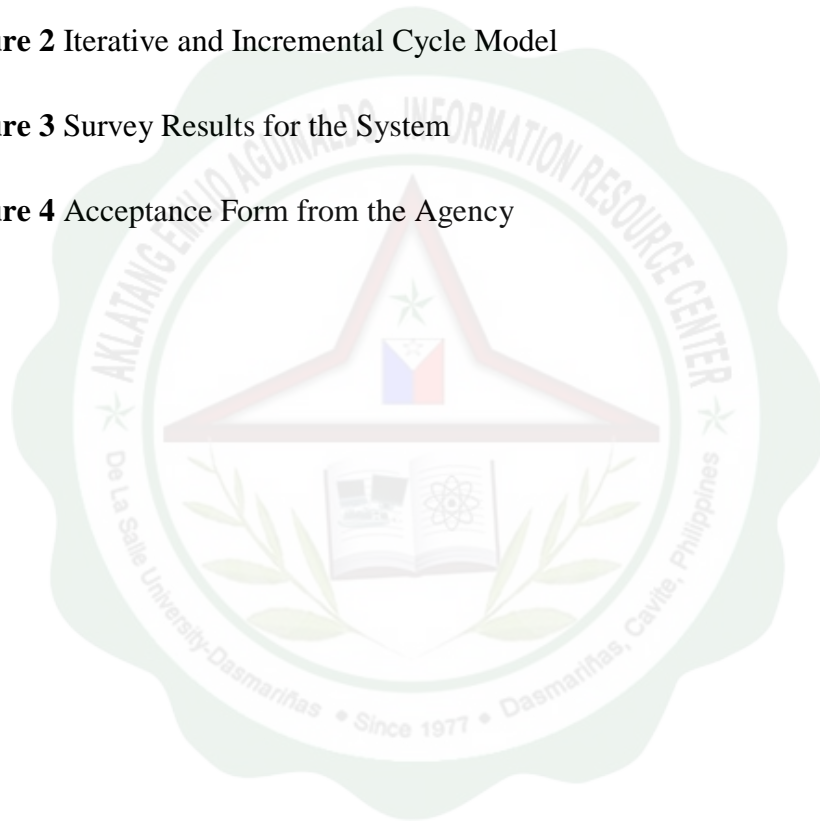 ure 2 Iterative and Incremental Cycle Model
ure 3 Survey Results for the System
ure 4 Acceptance Form from the Agency
AKLATANG EMILIO AGUINALDO - INFORMATION RESOURCE CENTER
De La Salle University-Dasmariñas • Since 1977 • Dasmariñas, Cavite, Philippines